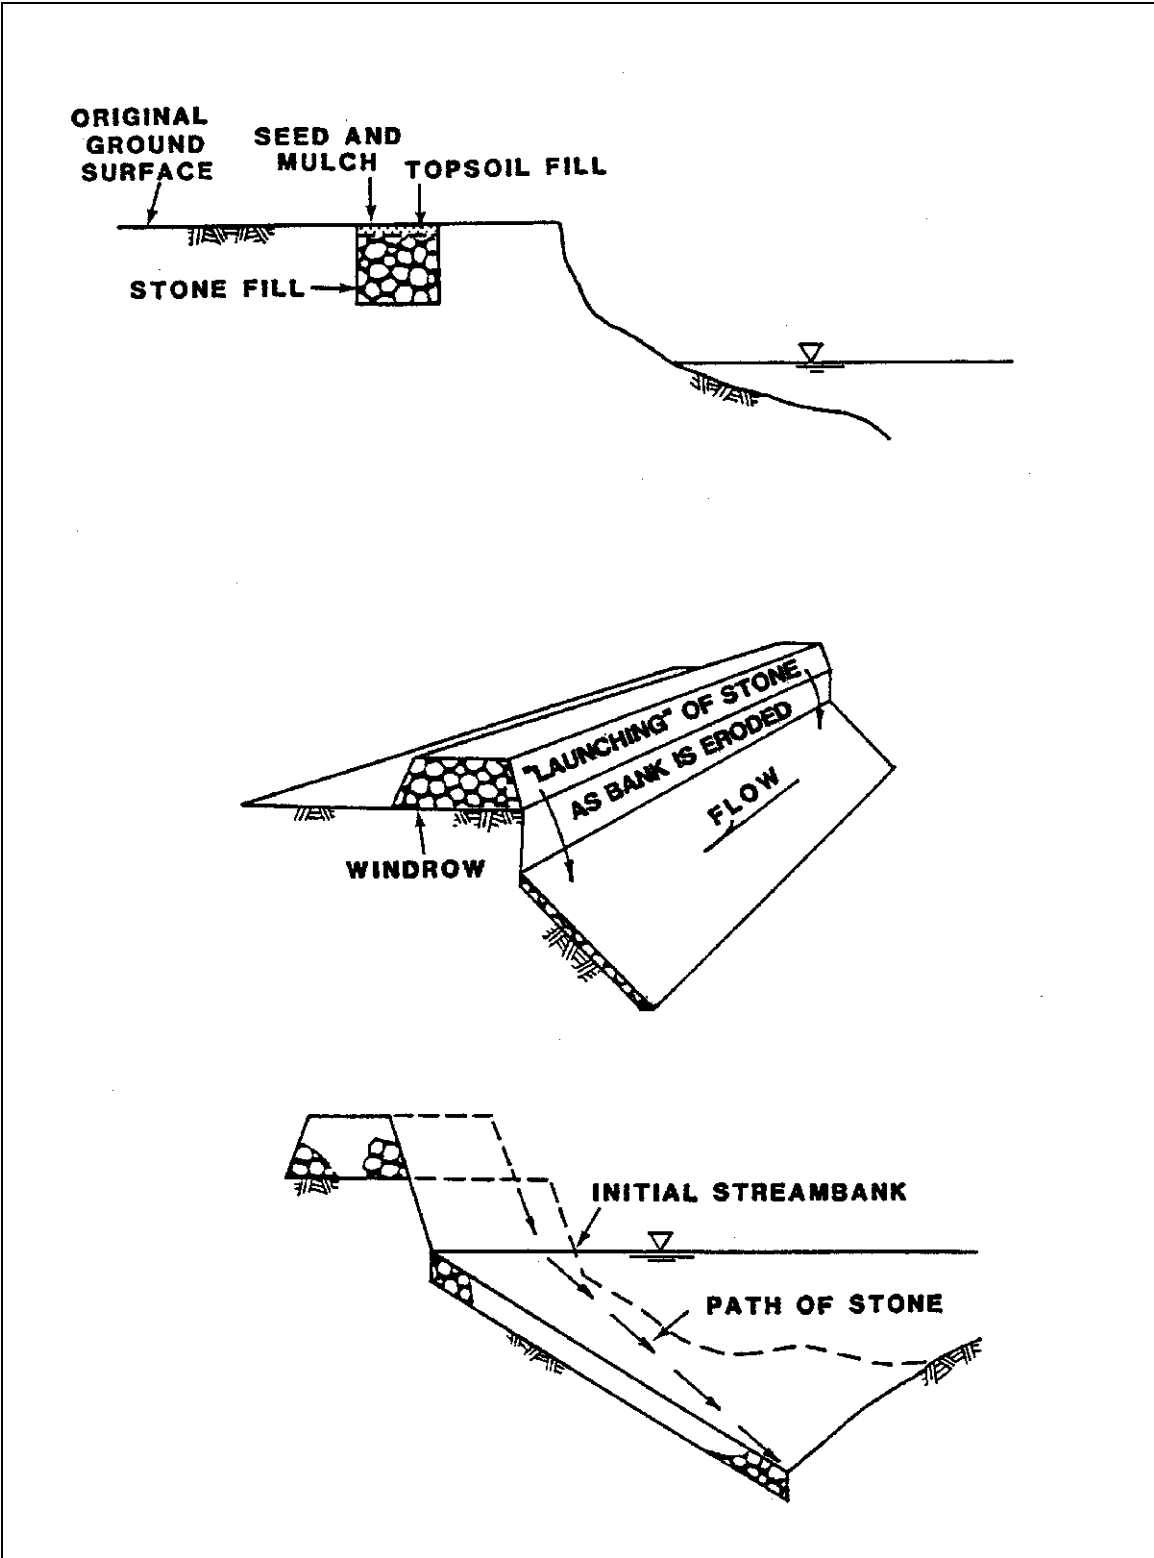 ORIGINAL
GROUND
SURFACE
SEED AND
MULCH
TOPSOIL FILL
STONE FILL
"LAUNCHING" OF STONE
AS BANK IS ERODED
FLOW
WINDROW
INITIAL STREAMBANK
PATH OF STONE